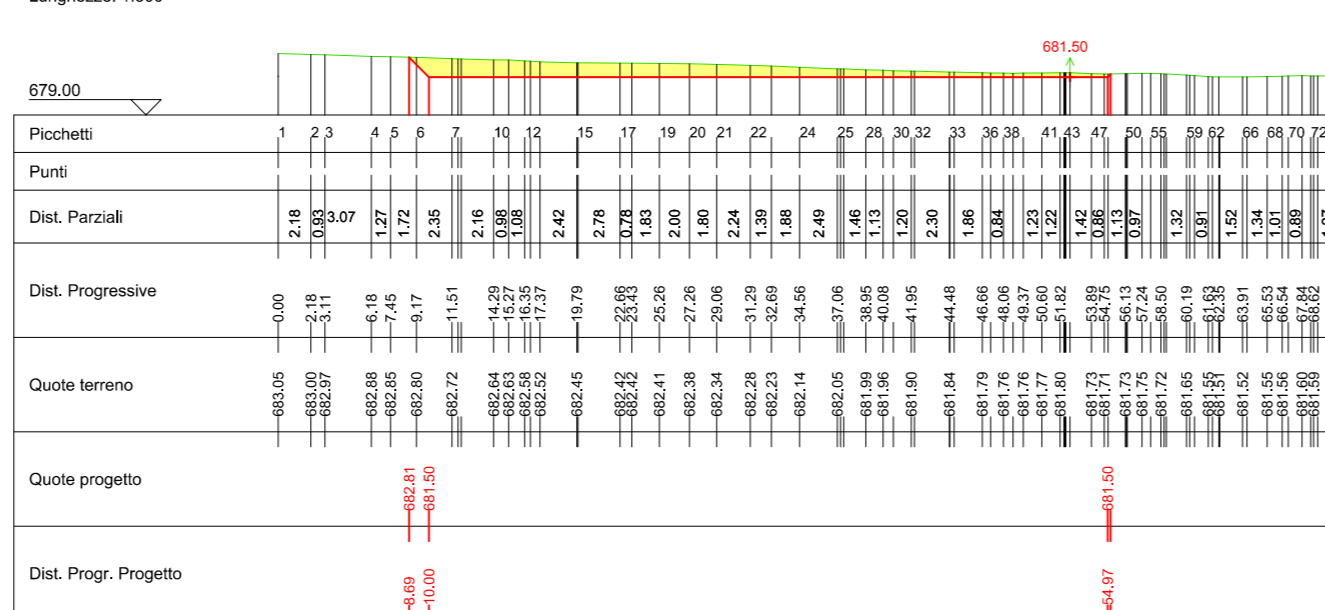 681.50
679.00
Picchetti 1 2 3 4 5 6 7 10 12 15 17 19 20 21 22 24 25 28 30 32 33 36 38 41 43 47 50 55 59 62 66 68 70 72
Punti
Dist. Parziali 2.18 0.93 3.07 1.27 1.72 2.35 2.16 0.98 1.08 2.42 2.78 0.78 1.83 2.00 1.80 2.24 1.39 1.88 2.49 1.46 1.13 1.20 2.30 1.86 0.84 1.23 1.22 1.42 0.86 1.13 0.97 1.32 0.91 1.52 1.34 1.01 0.89
Dist. Progressive 0.00 2.18 3.11 6.18 7.45 9.17 11.51 14.29 15.27 16.35 17.37 19.79 22.66 23.43 25.26 27.26 29.06 31.29 32.69 34.56 37.06 38.95 40.08 41.95 44.48 46.66 48.06 49.37 50.60 51.82 53.89 54.75 56.13 57.24 58.50 60.19 61.63 62.35 63.91 65.53 66.54 67.84 68.62
Quote terreno 683.05 683.00 682.97 682.88 682.85 682.80 682.72 682.64 682.63 682.58 682.52 682.45 682.42 682.42 682.41 682.38 682.34 682.28 682.23 682.14 682.05 681.99 681.96 681.90 681.84 681.79 681.76 681.76 681.77 681.80 681.73 681.71 681.73 681.75 681.72 681.65 681.55 681.51 681.52 681.55 681.56 681.60 681.59
Quote progetto 682.81 681.50 681.50
Dist. Progr. Progetto 8.69 10.00 54.97